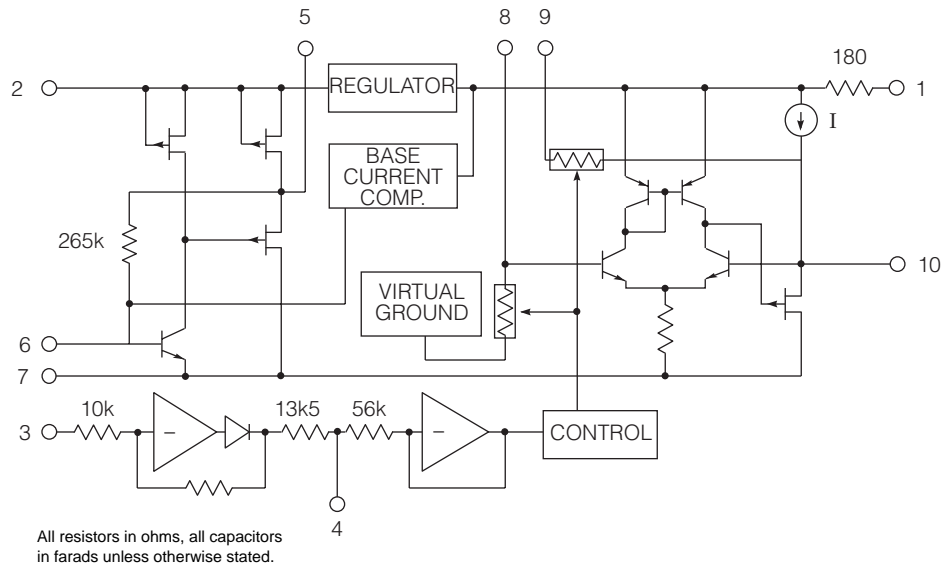 5
8
9
2
REGULATOR
180
1
I
BASE
CURRENT
COMP.
265k
10
VIRTUAL
GROUND
6
7
10k
13k5
56k
3
–
–
CONTROL
4
All resistors in ohms, all capacitors
in farads unless otherwise stated.